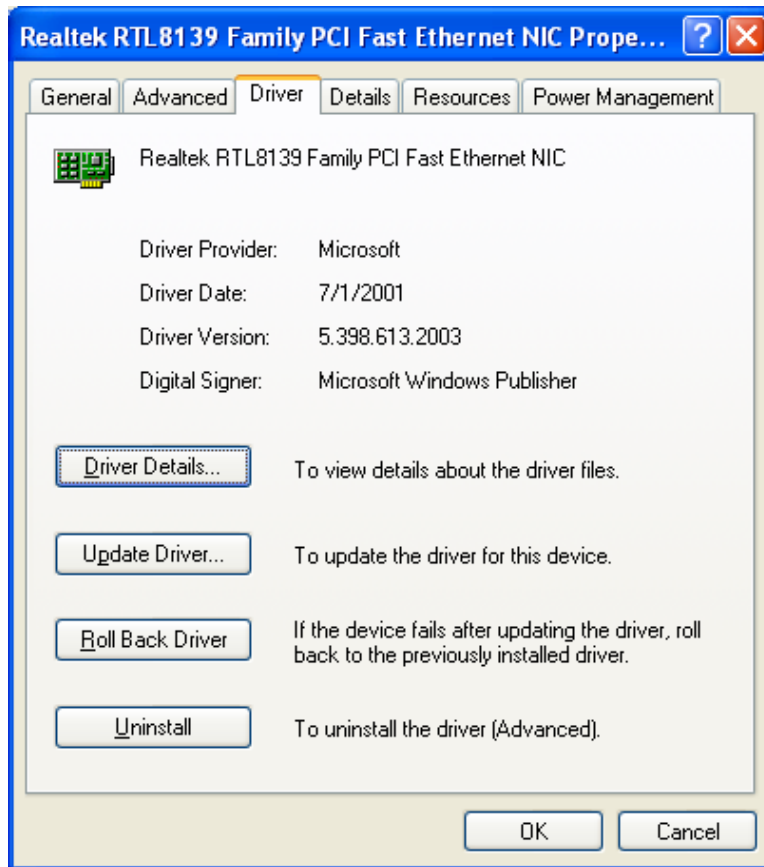 Realtek RTL8139 Family PCI Fast Ethernet NIC Prope...
General Advanced Driver Details Resources Power Management
Realtek RTL8139 Family PCI Fast Ethernet NIC
Driver Provider: Microsoft
Driver Date: 7/1/2001
Driver Version: 5.398.613.2003
Digital Signer: Microsoft Windows Publisher
Driver Details... To view details about the driver files.
Update Driver... To update the driver for this device.
Roll Back Driver If the device fails after updating the driver, roll
back to the previously installed driver.
Uninstall To uninstall the driver (Advanced).
OK Cancel